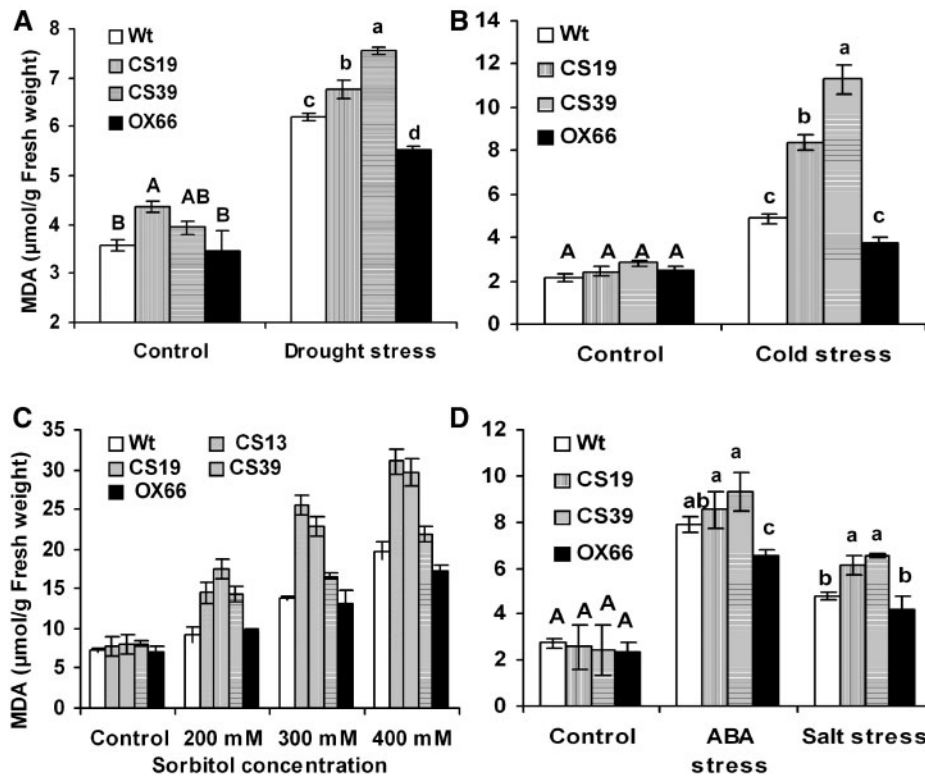 A
MDA (µmol/g Fresh weight)
8
7
6
5
4
3
2
Wt
CS19
CS39
OX66
B
A
AB
B
c
b
a
d
Control
Drought stress
B
14
12
10
8
6
4
2
0
Wt
CS19
CS39
OX66
A
A
A
A
c
b
a
c
Control
Cold stress
C
MDA (µmol/g Fresh weight)
35
30
25
20
15
10
5
0
Wt
CS13
CS19
CS39
OX66
Control
200 mM
300 mM
400 mM
Sorbitol concentration
D
12
10
8
6
4
2
0
Wt
CS19
CS39
OX66
A
A
A
A
ab
a
a
c
b
a
a
b
Control
ABA
stress
Salt stress